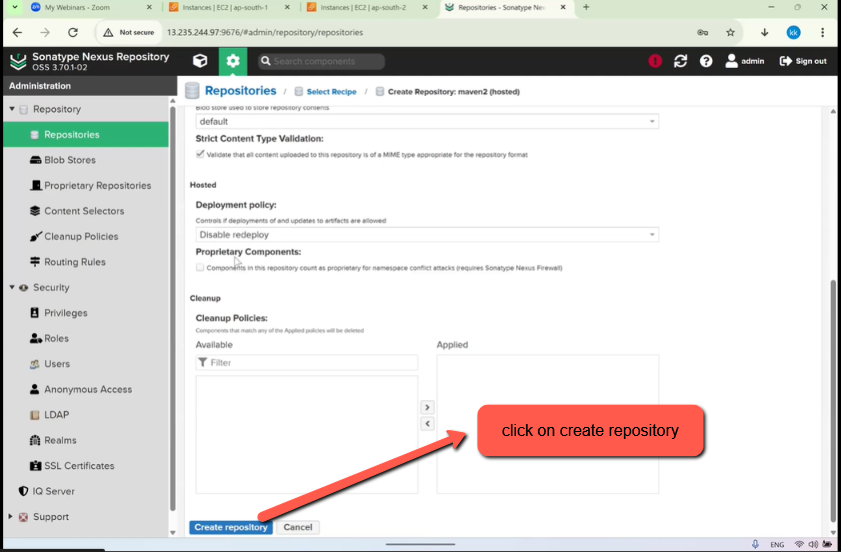 My Webinars - Zoom
Instances | EC2 | ap-south-1
Instances | EC2 | ap-south-2
Repositories - Sonatype Ne
Not secure
13.235.244.97:9676/#admin/repository/repositories
kk
Sonatype Nexus Repository
OSS 3.70.1-02
Search components
admin
Sign out
Administration
Repository
Repositories
Blob Stores
Proprietary Repositories
Content Selectors
Cleanup Policies
Routing Rules
Security
Privileges
Roles
Users
Anonymous Access
LDAP
Realms
SSL Certificates
IQ Server
Support
Repositories / Select Recipe / Create Repository: maven2 (hosted)
Blob store used to store repository contents
default
Strict Content Type Validation:
Validate that all content uploaded to this repository is of a MIME type appropriate for the repository format
Hosted
Deployment policy:
Controls if deployments of and updates to artifacts are allowed
Disable redeploy
Proprietary Components:
Components in this repository count as proprietary for namespace conflict attacks (requires Sonatype Nexus Firewall)
Cleanup
Cleanup Policies:
Components that match any of the Applied policies will be deleted
Available
Applied
Filter
click on create repository
Create repository
Cancel
ENG